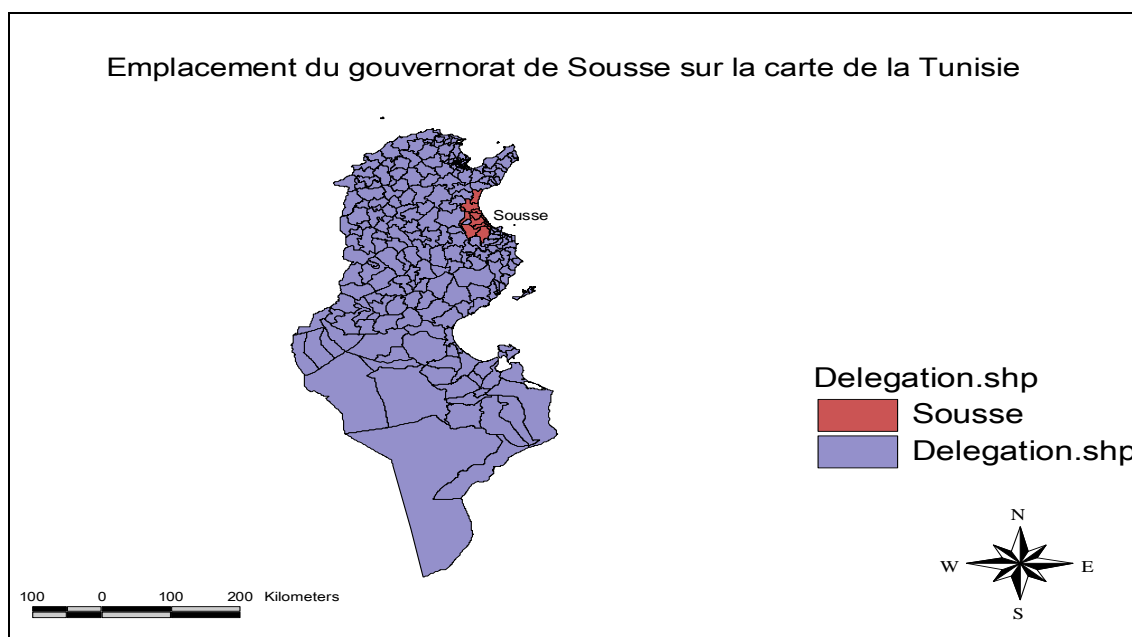 Emplacement du gouvernorat de Sousse sur la carte de la Tunisie
Sousse
Delegation.shp
Sousse
Delegation.shp
N
W E
S
100 0 100 200 Kilometers